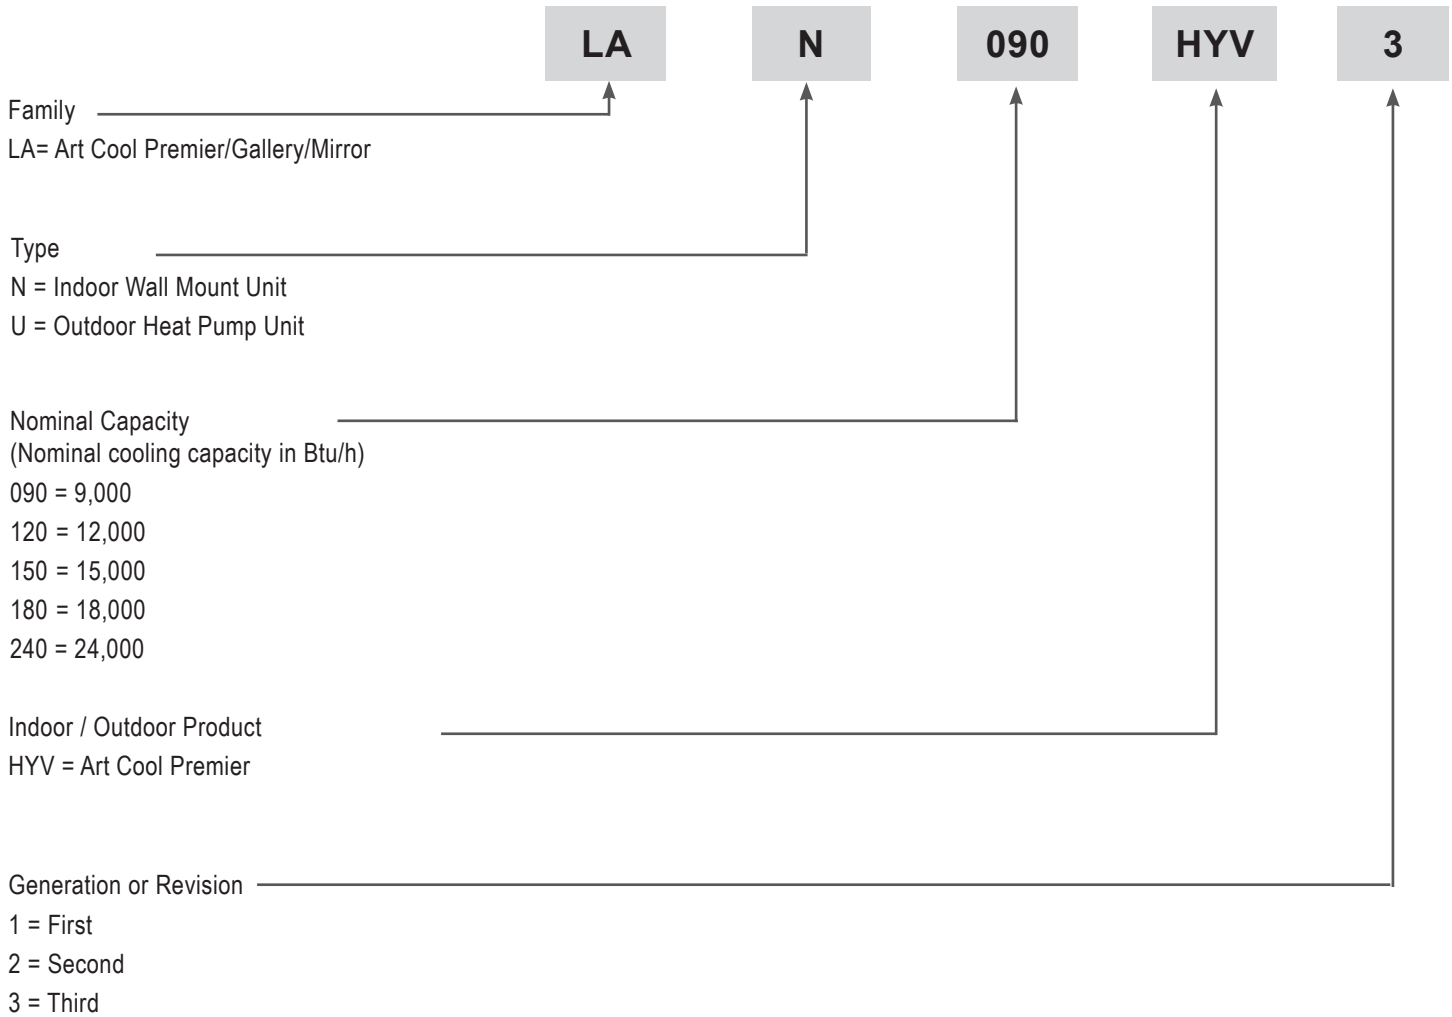 LA N 090 HYV 3
Family
LA= Art Cool Premier/Gallery/Mirror
Type
N = Indoor Wall Mount Unit
U = Outdoor Heat Pump Unit
Nominal Capacity
(Nominal cooling capacity in Btu/h)
090 = 9,000
120 = 12,000
150 = 15,000
180 = 18,000
240 = 24,000
Indoor / Outdoor Product
HYV = Art Cool Premier
Generation or Revision
1 = First
2 = Second
3 = Third